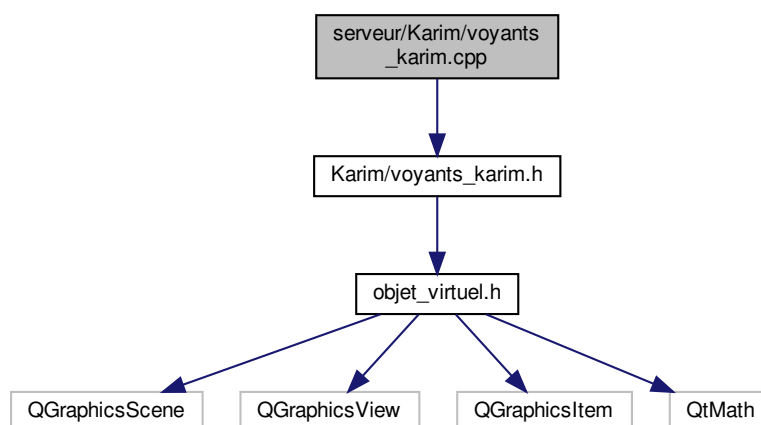 serveur/Karim/voyants
_karim.cpp
Karim/voyants_karim.h
objet_virtuel.h
QGraphicsScene
QGraphicsView
QGraphicsItem
QtMath